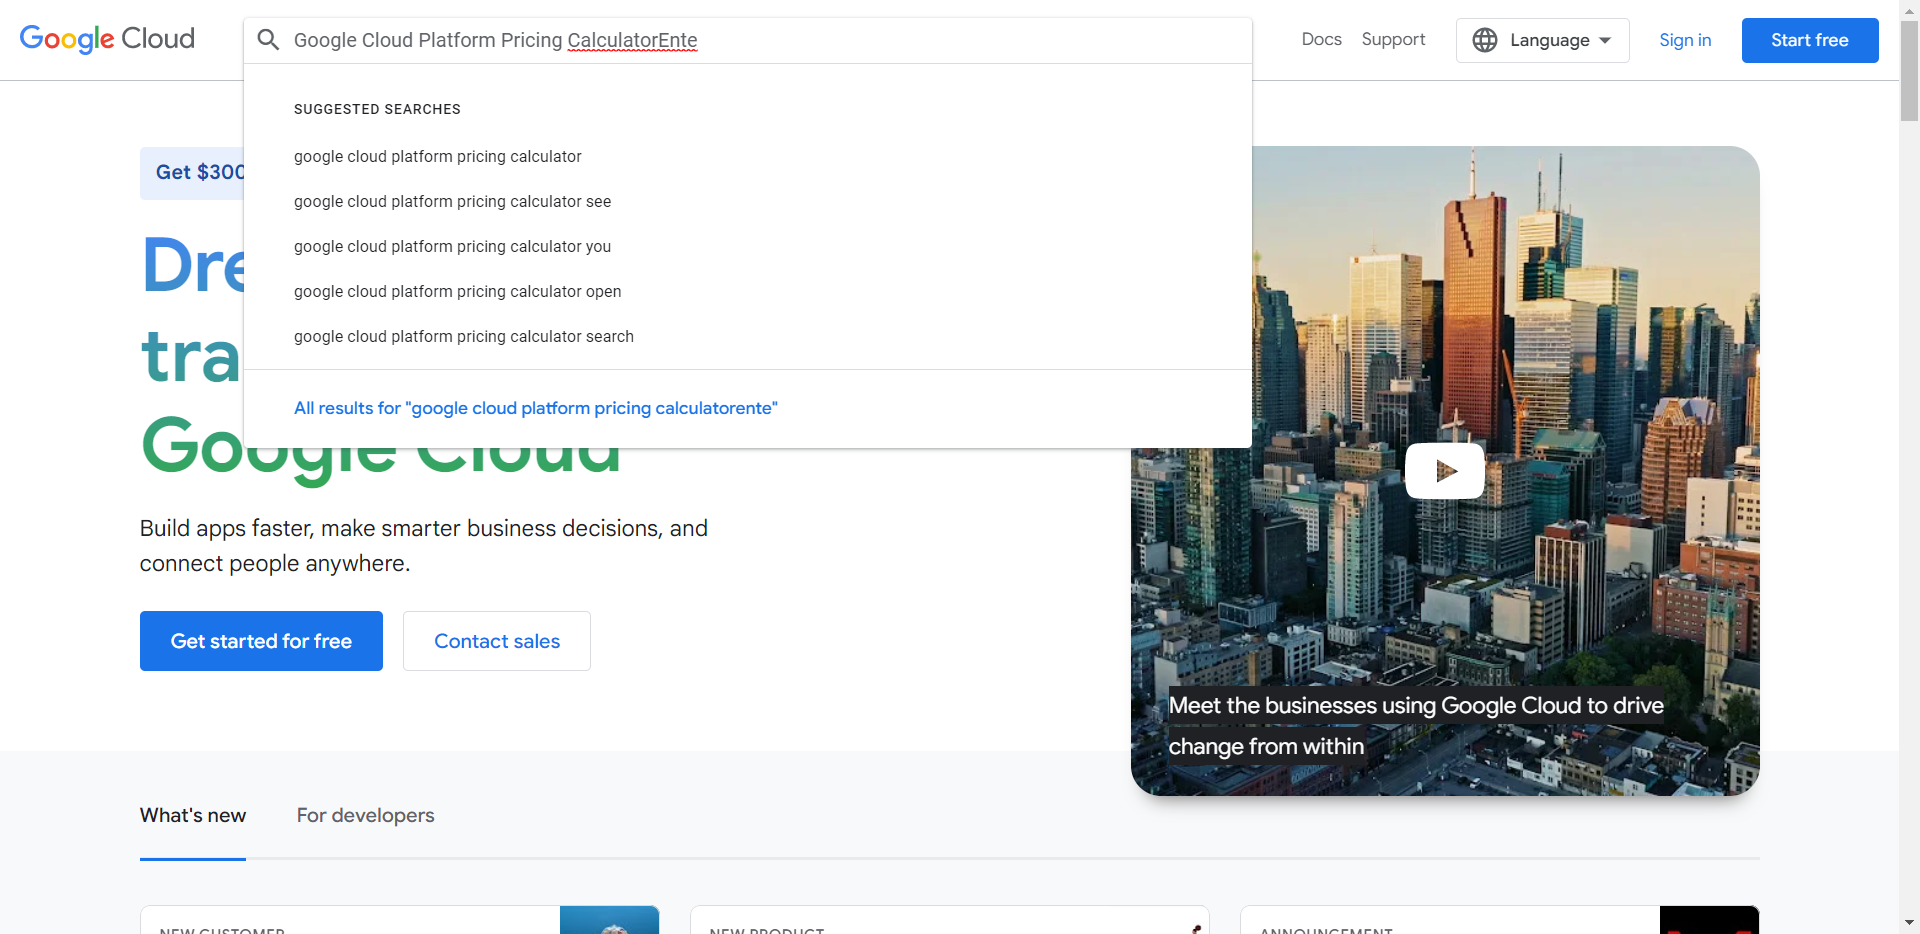 Google Cloud
Google Cloud Platform Pricing CalculatorEnte
Docs
Support
Language
Sign in
Start free
SUGGESTED SEARCHES
google cloud platform pricing calculator
google cloud platform pricing calculator see
google cloud platform pricing calculator you
google cloud platform pricing calculator open
google cloud platform pricing calculator search
All results for "google cloud platform pricing calculatorente"
Get $300
Dre
tra
Google Cloud
Build apps faster, make smarter business decisions, and
connect people anywhere.
Get started for free
Contact sales
Meet the businesses using Google Cloud to drive
change from within
What's new
For developers
NEW CUSTOMER
NEW PRODUCT
ANNOUNCEMENT